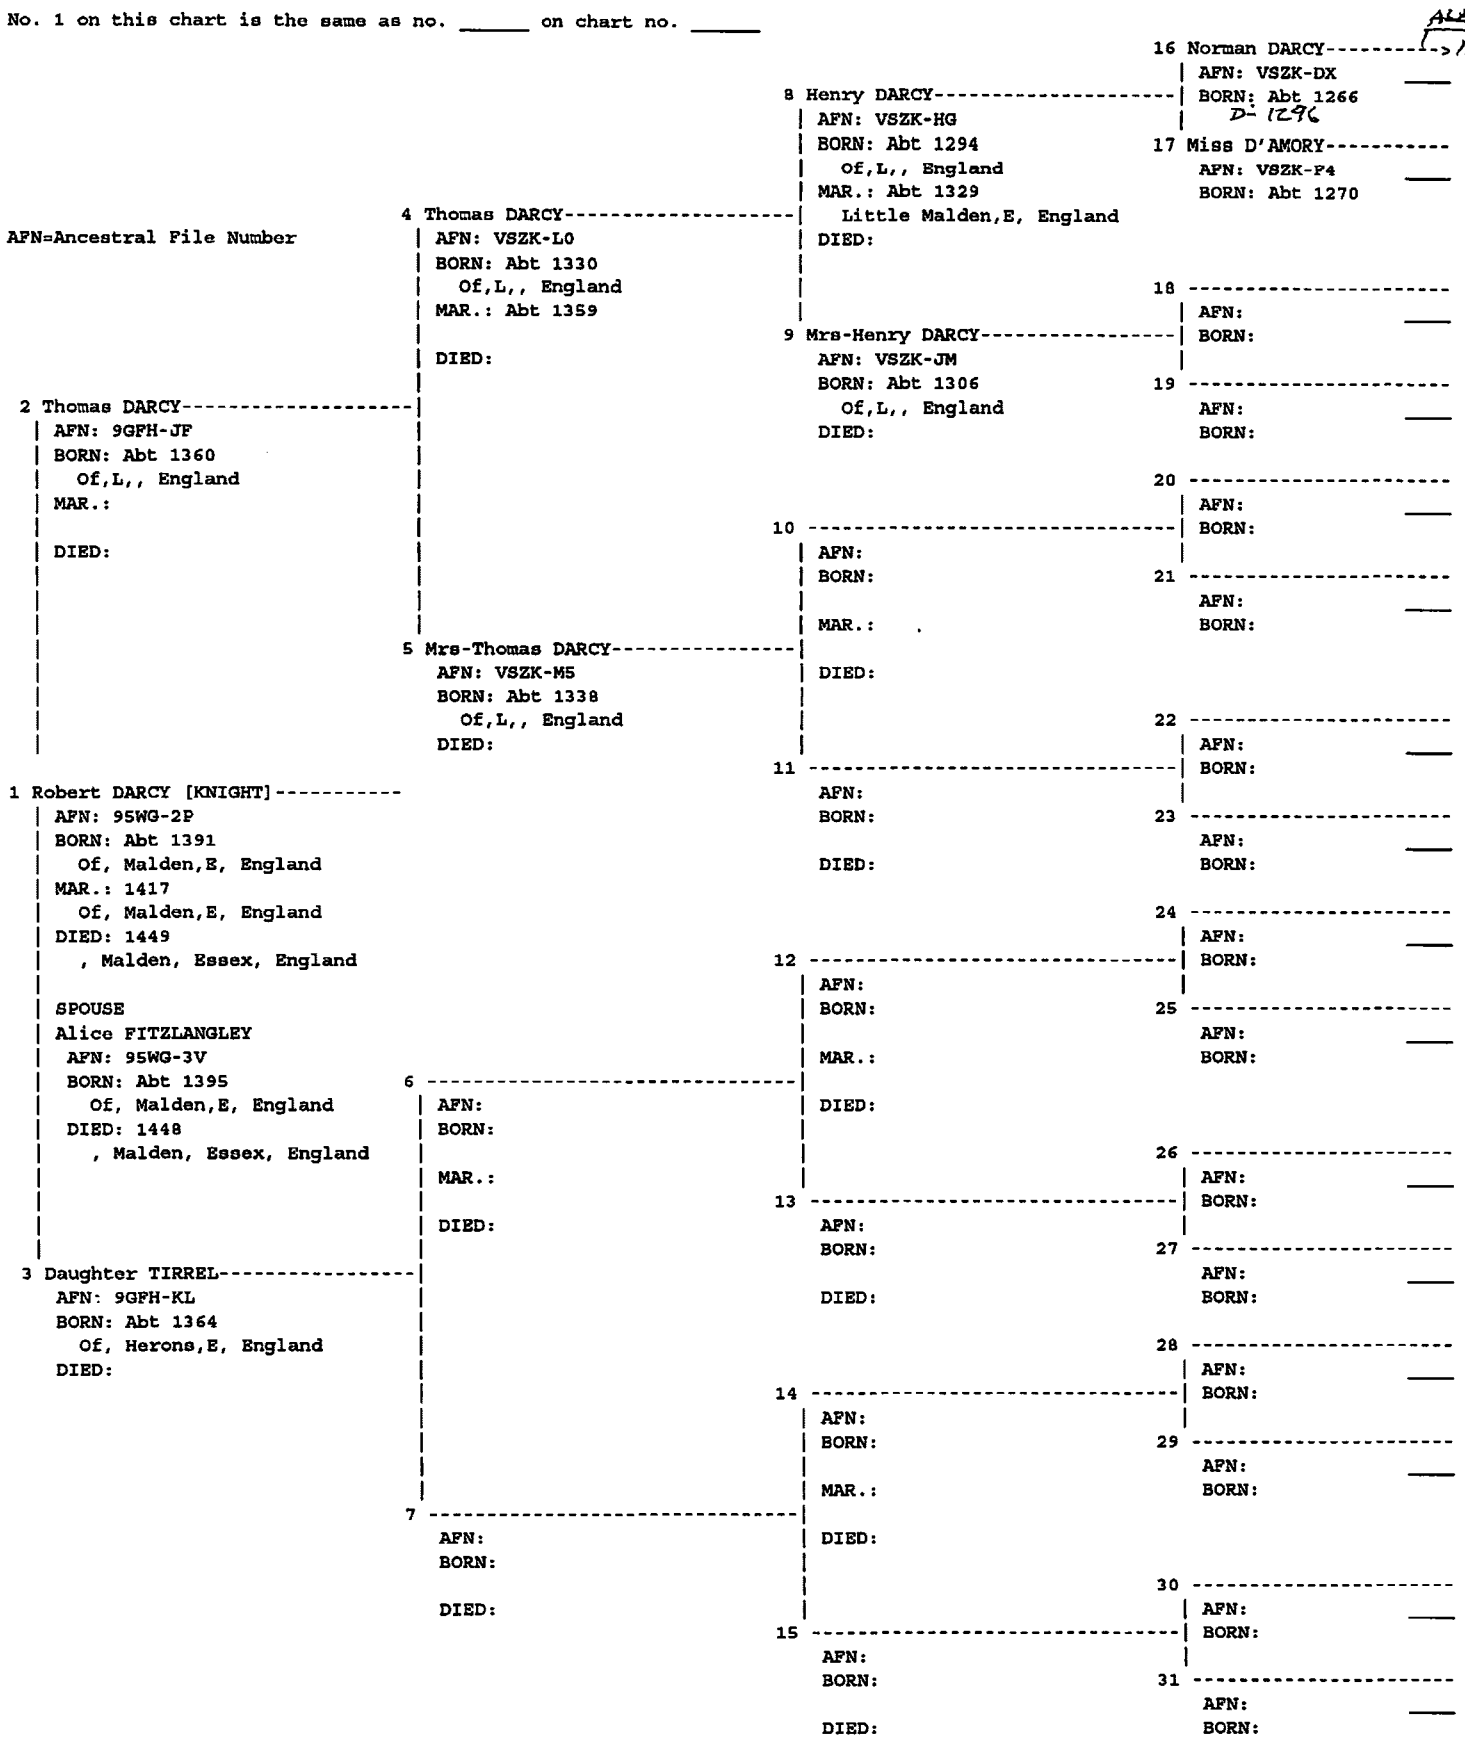 No. 1 on this chart is the same as no. ______ on chart no. ______
AFN=Ancestral File Number
16 Norman DARCY----------->
AFN: VSZK-DX
BORN: Abt 1266
D- 1296
8 Henry DARCY----------------------
AFN: VSZK-HG
BORN: Abt 1294
Of,L,, England
MAR.: Abt 1329
Little Malden,E, England
DIED:
17 Miss D'AMORY-----------
AFN: VSZK-P4
BORN: Abt 1270
4 Thomas DARCY---------------------
AFN: VSZK-L0
BORN: Abt 1330
Of,L,, England
MAR.: Abt 1359
DIED:
18 ------------------------
AFN:
BORN:
9 Mrs-Henry DARCY------------------
AFN: VSZK-JM
BORN: Abt 1306
Of,L,, England
DIED:
19 ------------------------
AFN:
BORN:
2 Thomas DARCY---------------------
AFN: 9GFH-JF
BORN: Abt 1360
Of,L,, England
MAR.:
DIED:
20 ------------------------
AFN:
BORN:
10 --------------------------------
AFN:
BORN:
MAR.:
DIED:
21 ------------------------
AFN:
BORN:
5 Mrs-Thomas DARCY-----------------
AFN: VSZK-M5
BORN: Abt 1338
Of,L,, England
DIED:
22 ------------------------
AFN:
BORN:
11 --------------------------------
AFN:
BORN:
DIED:
23 ------------------------
AFN:
BORN:
1 Robert DARCY [KNIGHT]-----------
AFN: 95WG-2P
BORN: Abt 1391
Of, Malden,E, England
MAR.: 1417
Of, Malden,E, England
DIED: 1449
, Malden, Essex, England
SPOUSE
Alice FITZLANGLEY
AFN: 95WG-3V
BORN: Abt 1395
Of, Malden,E, England
DIED: 1448
, Malden, Essex, England
24 ------------------------
AFN:
BORN:
12 --------------------------------
AFN:
BORN:
MAR.:
DIED:
25 ------------------------
AFN:
BORN:
6 ---------------------------------
AFN:
BORN:
MAR.:
DIED:
26 ------------------------
AFN:
BORN:
13 --------------------------------
AFN:
BORN:
DIED:
27 ------------------------
AFN:
BORN:
3 Daughter TIRREL-----------------
AFN: 9GFH-KL
BORN: Abt 1364
Of, Herons,E, England
DIED:
28 ------------------------
AFN:
BORN:
14 --------------------------------
AFN:
BORN:
MAR.:
DIED:
29 ------------------------
AFN:
BORN:
7 ---------------------------------
AFN:
BORN:
DIED:
30 ------------------------
AFN:
BORN:
15 --------------------------------
AFN:
BORN:
DIED:
31 ------------------------
AFN:
BORN: